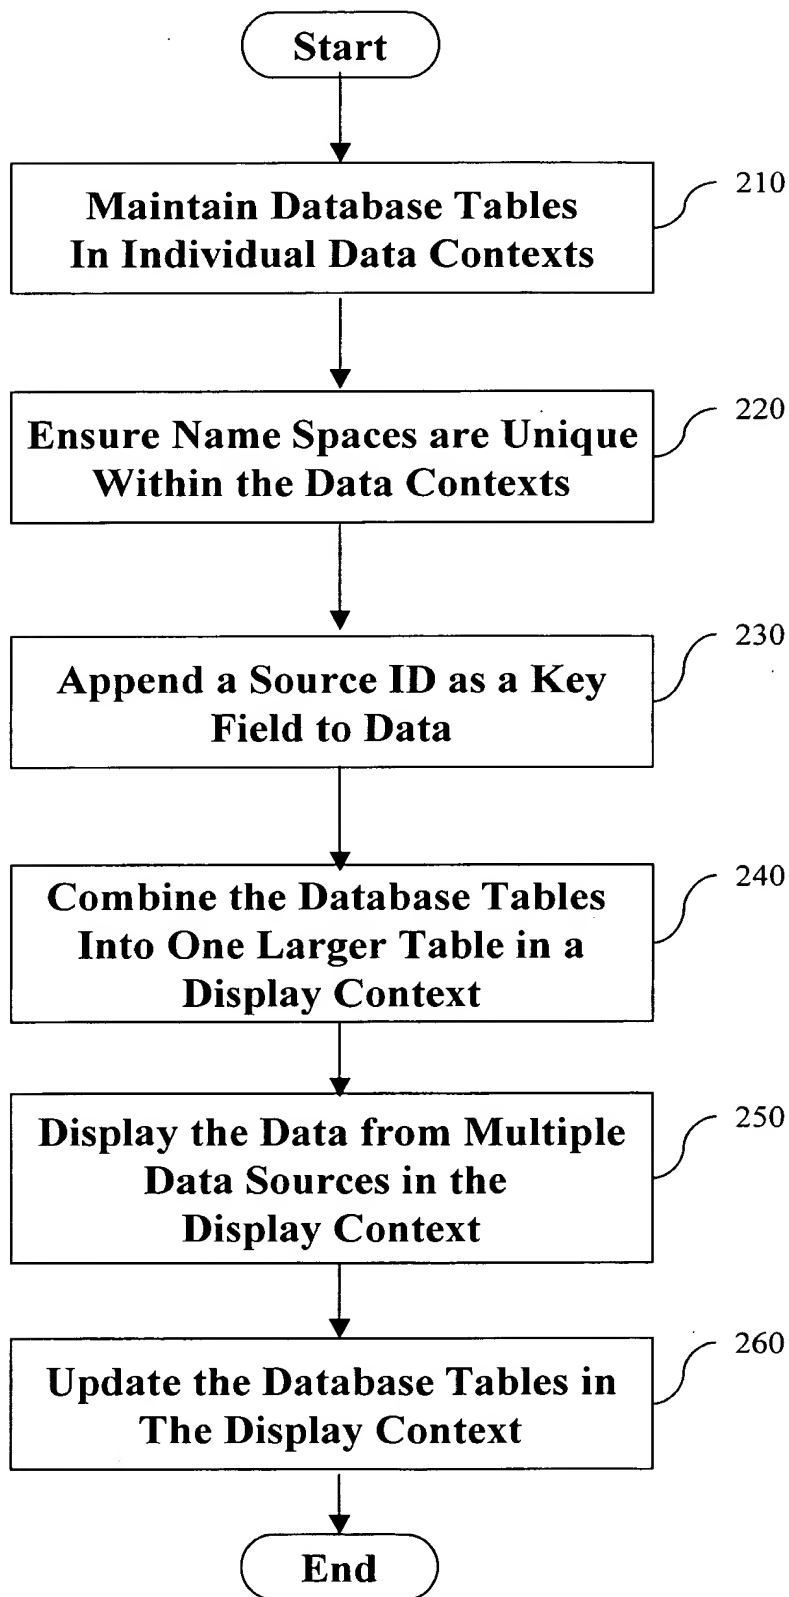 Start
210
Maintain Database Tables
In Individual Data Contexts
220
Ensure Name Spaces are Unique
Within the Data Contexts
230
Append a Source ID as a Key
Field to Data
240
Combine the Database Tables
Into One Larger Table in a
Display Context
250
Display the Data from Multiple
Data Sources in the
Display Context
260
Update the Database Tables in
The Display Context
End